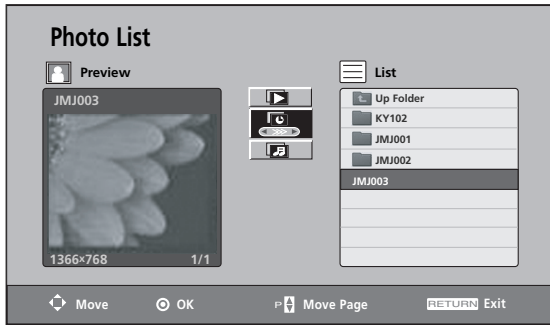 Photo List
Preview
List
JMJ003
1366×768
1/1
Up Folder
KY102
JMJ001
JMJ002
JMJ003
Move
OK
P Move Page
RETURN Exit